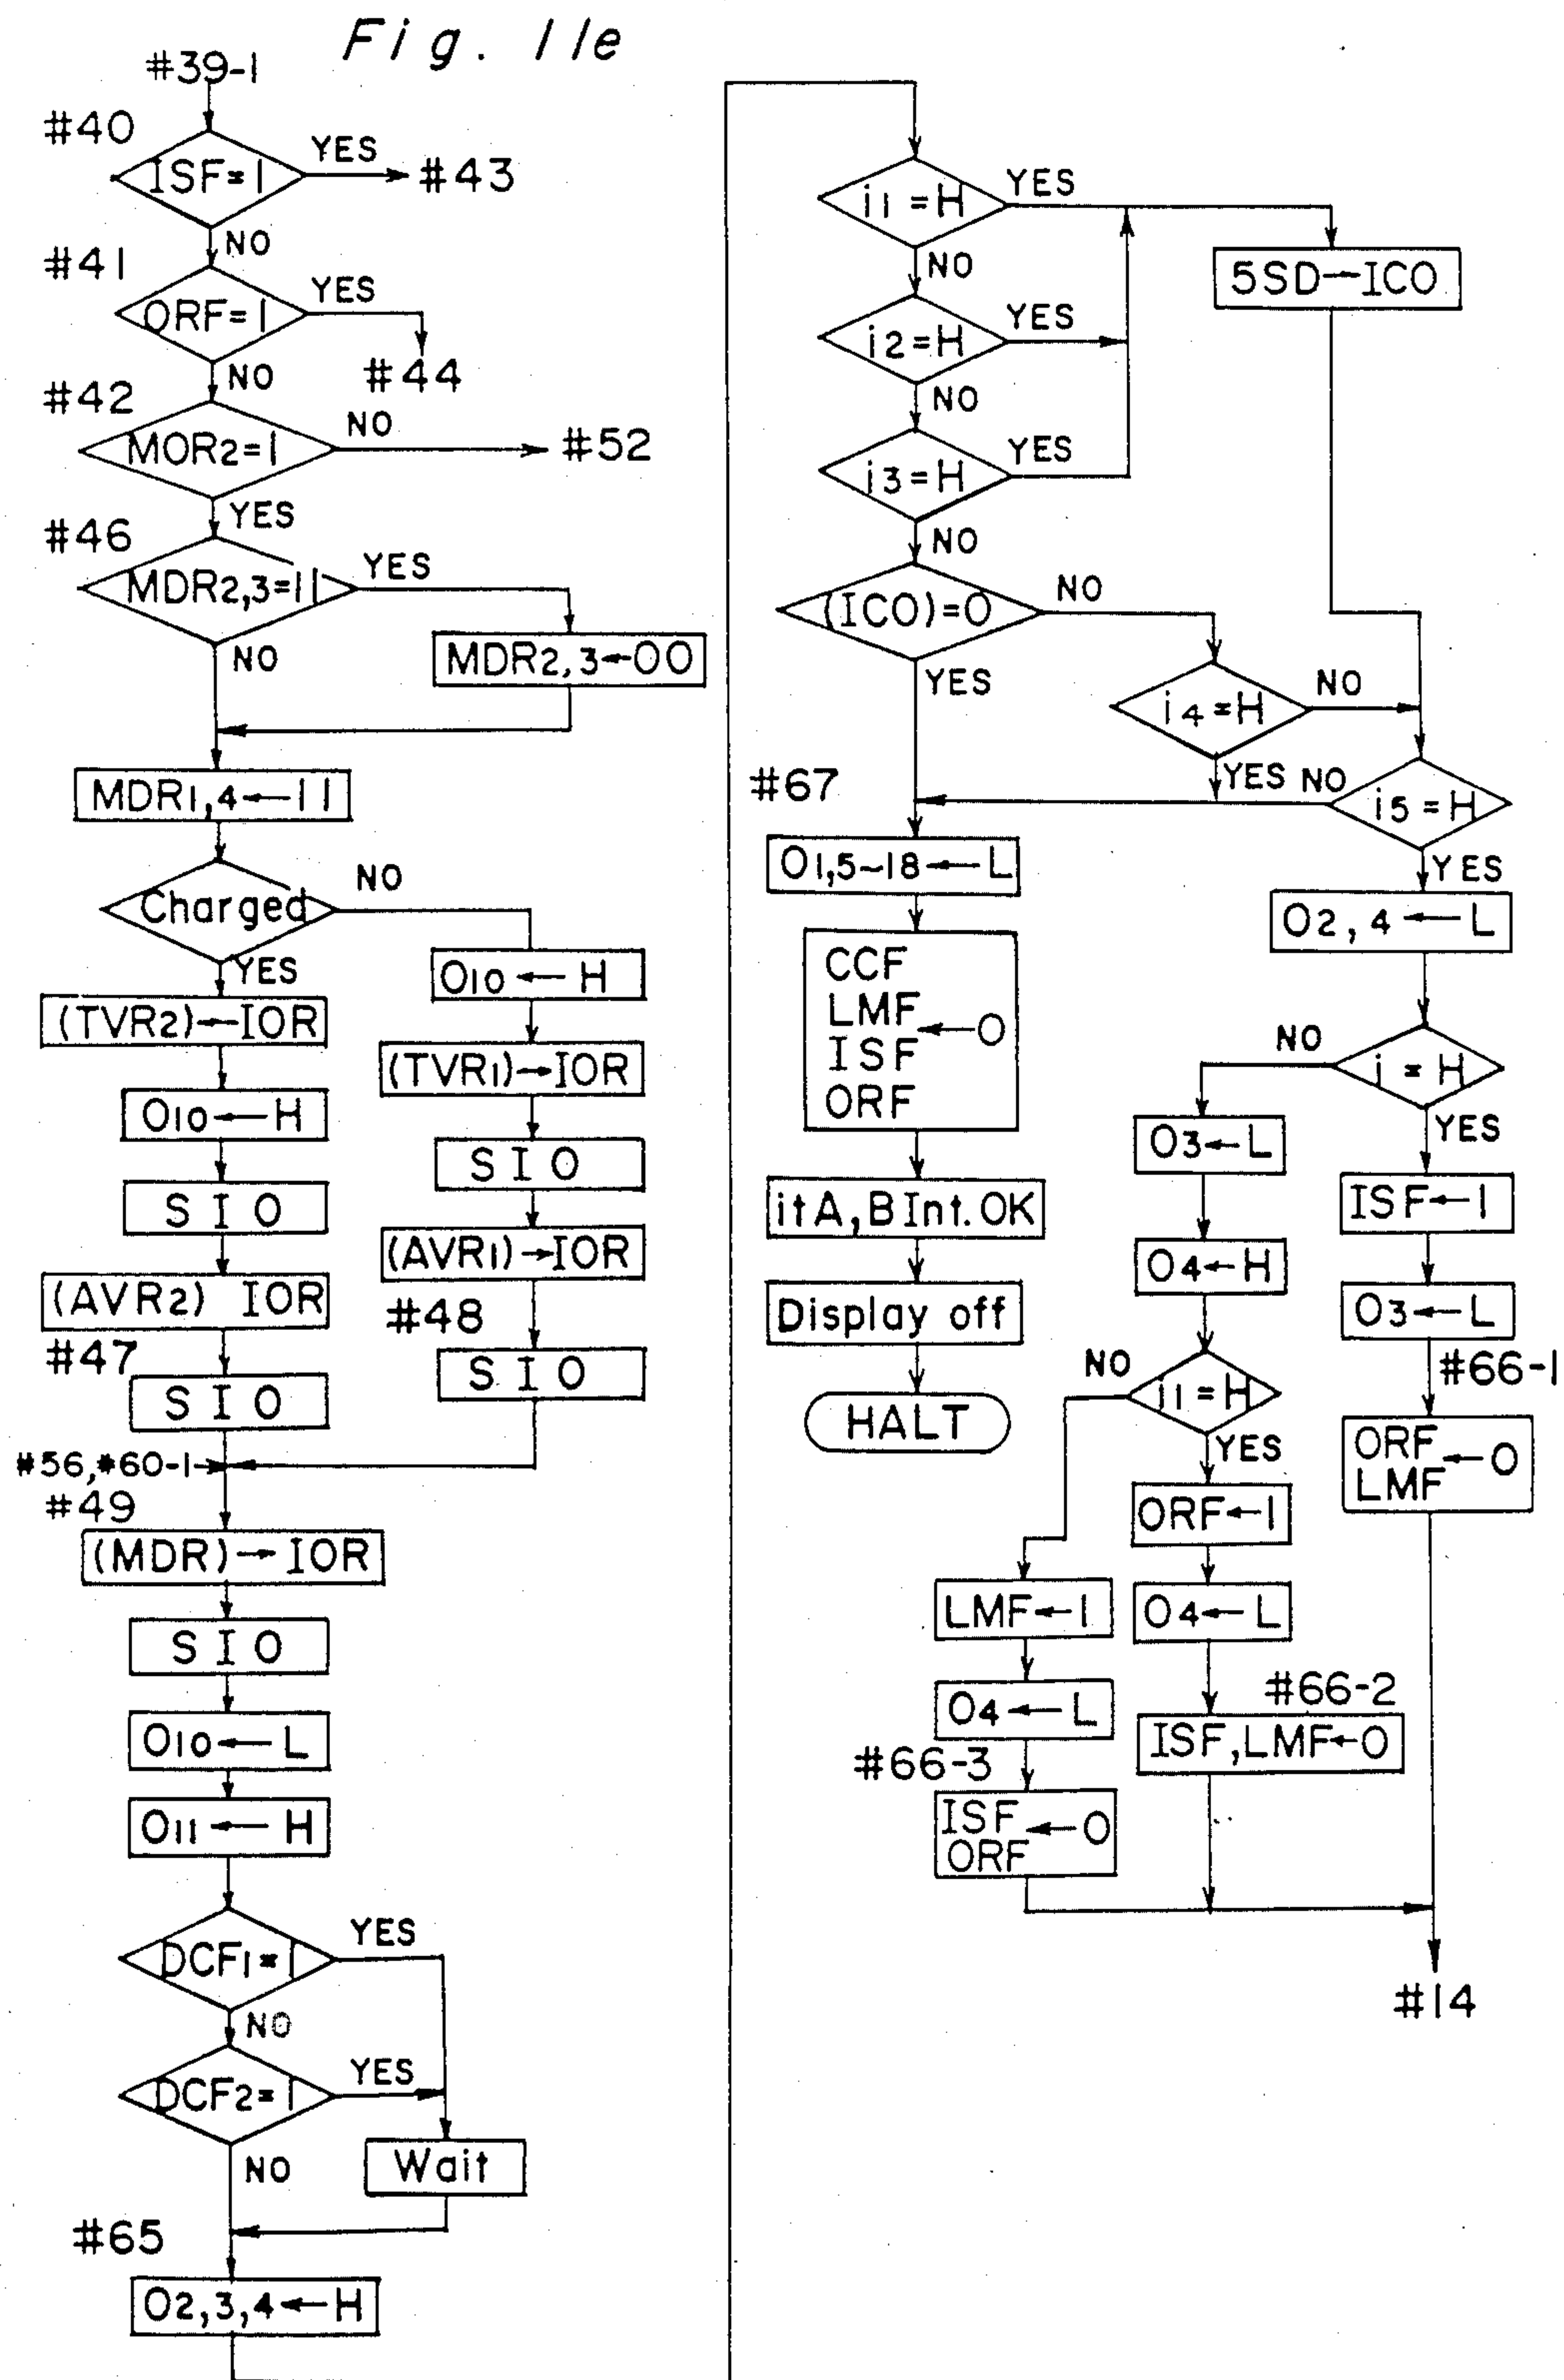 Fig. 11e
#39-1
#40
ISF=1
YES
#43
NO
#41
ORF=1
YES
#44
NO
#42
MOR2=1
NO
#52
YES
#46
MDR2,3=11
YES
MDR2,3←00
NO
MDR1,4←11
Charged
NO
YES
O10 ← H
(TVR2)←IOR
(TVR1)→IOR
O10 ← H
SIO
SIO
(AVR1)→IOR
(AVR2) IOR
#48
#47
SIO
SIO
#56,#60-1→
#49
(MDR)→IOR
SIO
O10 ← L
O11 ← H
DCF1=1
YES
NO
DCF2=1
YES
NO
Wait
#65
O2,3,4←H
i1=H
YES
5SD—ICO
NO
i2=H
YES
NO
i3=H
YES
NO
(ICO)=0
NO
YES
i4=H
NO
YES
#67
NO
i5=H
YES
O1,5~18←L
O2,4 ← L
CCF
LMF
ISF
ORF
←0
i=H
NO
YES
itA,B Int.OK
O3←L
ISF←1
Display off
O4←H
O3←L
HALT
i1=H
NO
YES
#66-1
ORF
LMF
←0
ORF←1
LMF←1
O4←L
O4←L
#66-2
ISF,LMF←0
#66-3
ISF
ORF
←0
#14